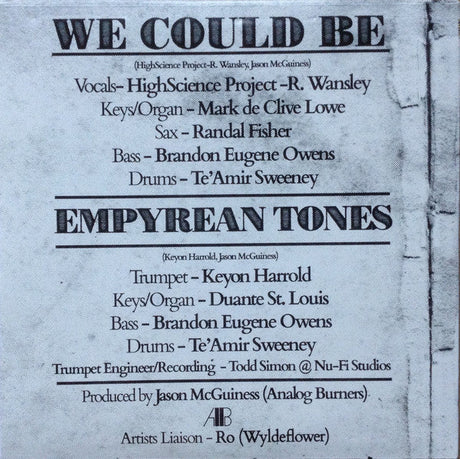 WE COULD BE
(HighScience Project-R. Wansley, Jason McGuiness)
Vocals- HighScience Project -R. Wansley
Keys/Organ - Mark de Clive Lowe
Sax - Randal Fisher
Bass - Brandon Eugene Owens
Drums - Te'Amir Sweeney
EMPYREAN TONES
(Keyon Harrold, Jason McGuiness)
Trumpet - Keyon Harrold
Keys/Organ - Duante St. Louis
Bass - Brandon Eugene Owens
Drums - Te'Amir Sweeney
Trumpet Engineer/Recording - Todd Simon @ Nu-Fi Studios
Produced by Jason McGuiness (Analog Burners)
AB
Artists Liaison - Ro (Wyldeflower)